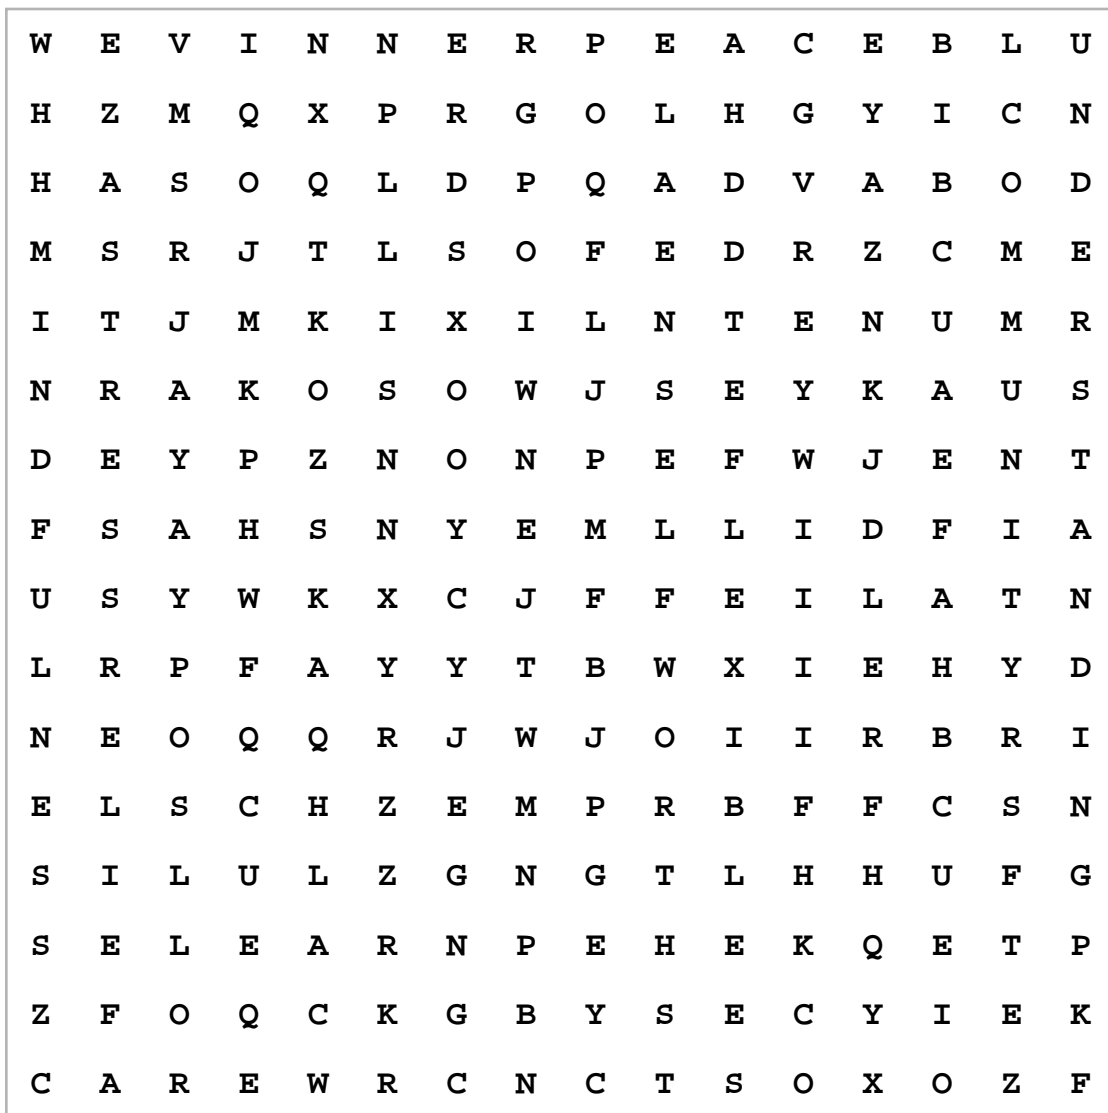 W E V I N N E R P E A C E B L U
H Z M Q X P R G O L H G Y I C N
H A S O Q L D P Q A D V A B O D
M S R J T L S O F E D R Z C M E
I T J M K I X I L N T E N U M R
N R A K O S O W J S E Y K A U S
D E Y P Z N O N P E F W J E N T
F S A H S N Y E M L L I D F I A
U S Y W K X C J F F E I L A T N
L R P F A Y Y T B W X I E H Y D
N E O Q Q R J W J O I I R B R I
E L S C H Z E M P R B F F C S N
S I L U L Z G N G T L H H U F G
S E L E A R N P E H E K Q E T P
Z F O Q C K G B Y S E C Y I E K
C A R E W R C N C T S O X O Z F